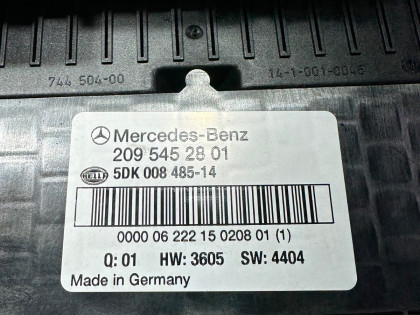 744 504-00
14-1-001-0046
Mercedes-Benz
209 545 28 01
HELLA
5DK 008 485-14
0000 06 222 15 0208 01 (1)
Q: 01 HW: 3605 SW: 4404
Made in Germany